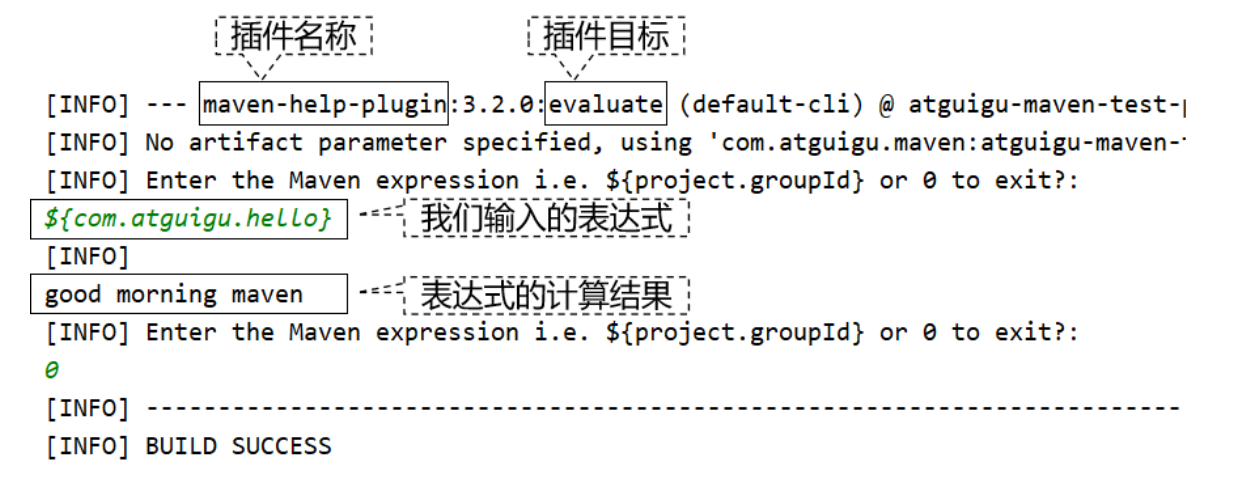 插件名称 插件目标
[INFO] --- maven-help-plugin:3.2.0:evaluate (default-cli) @ atguigu-maven-test-
[INFO] No artifact parameter specified, using 'com.atguigu.maven:atguigu-maven-
[INFO] Enter the Maven expression i.e. ${project.groupId} or 0 to exit?:
${com.atguigu.hello} 我们输入的表达式
[INFO]
good morning maven 表达式的计算结果
[INFO] Enter the Maven expression i.e. ${project.groupId} or 0 to exit?:
0
[INFO] ------------------------------------------------------------------------
[INFO] BUILD SUCCESS